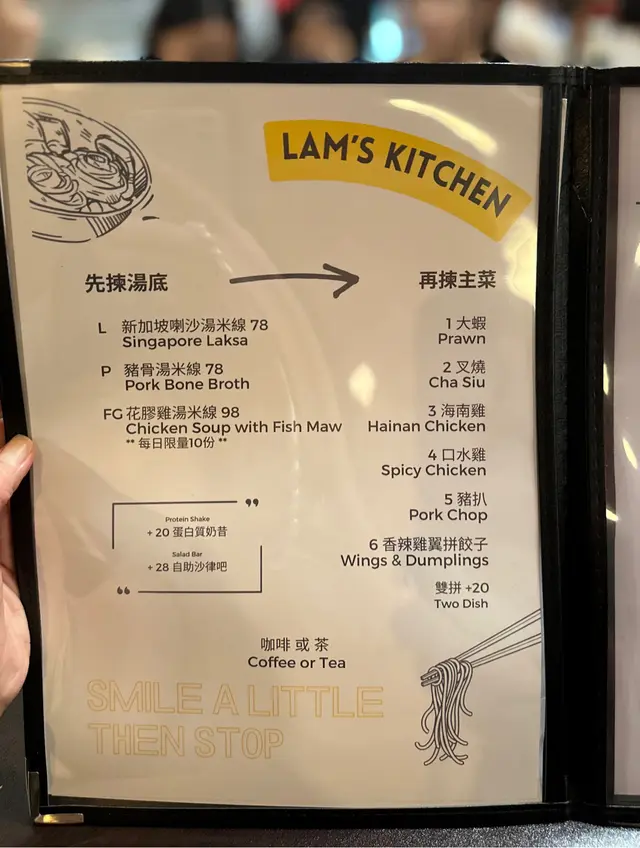 LAM'S KITCHEN
先揀湯底
再揀主菜
L 新加坡喇沙湯米線 78
Singapore Laksa
P 豬骨湯米線 78
Pork Bone Broth
FG 花膠雞湯米線 98
Chicken Soup with Fish Maw
** 每日限量10份 **
1 大蝦
Prawn
2 叉燒
Cha Siu
3 海南雞
Hainan Chicken
4 口水雞
Spicy Chicken
5 豬扒
Pork Chop
6 香辣雞翼拼餃子
Wings & Dumplings
雙拼 +20
Two Dish
Protein Shake
+ 20 蛋白質奶昔
Salad Bar
+ 28 自助沙律吧
咖啡 或 茶
Coffee or Tea
SMILE A LITTLE
THEN STOP